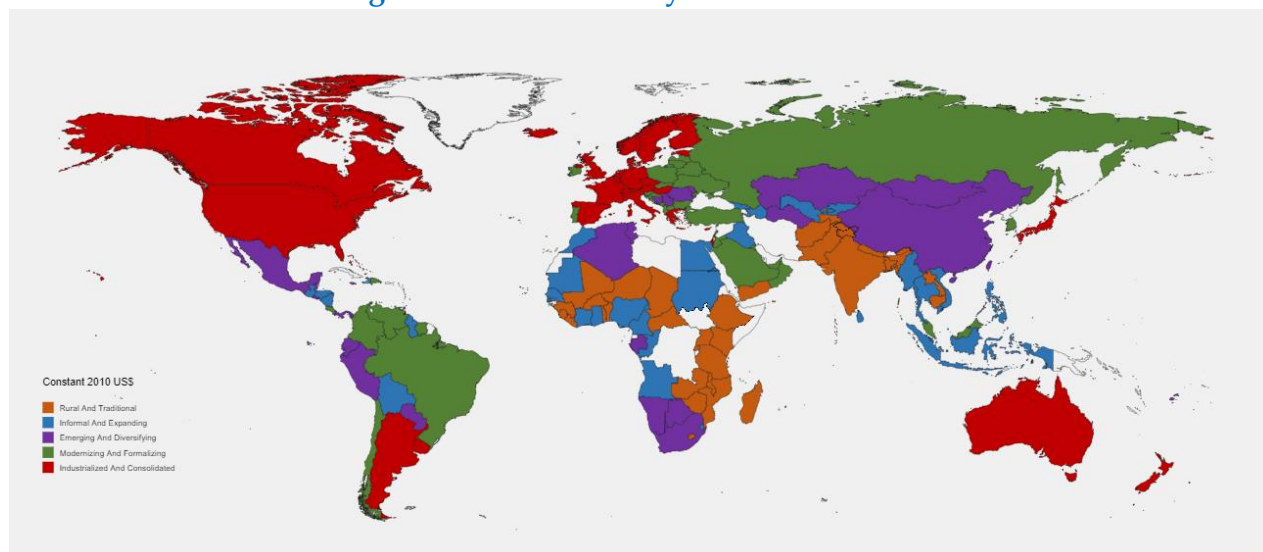 Constant 2010 US$
Rural And Traditional
Informal And Expanding
Emerging And Diversifying
Modernizing And Formalizing
Industrialized And Consolidated